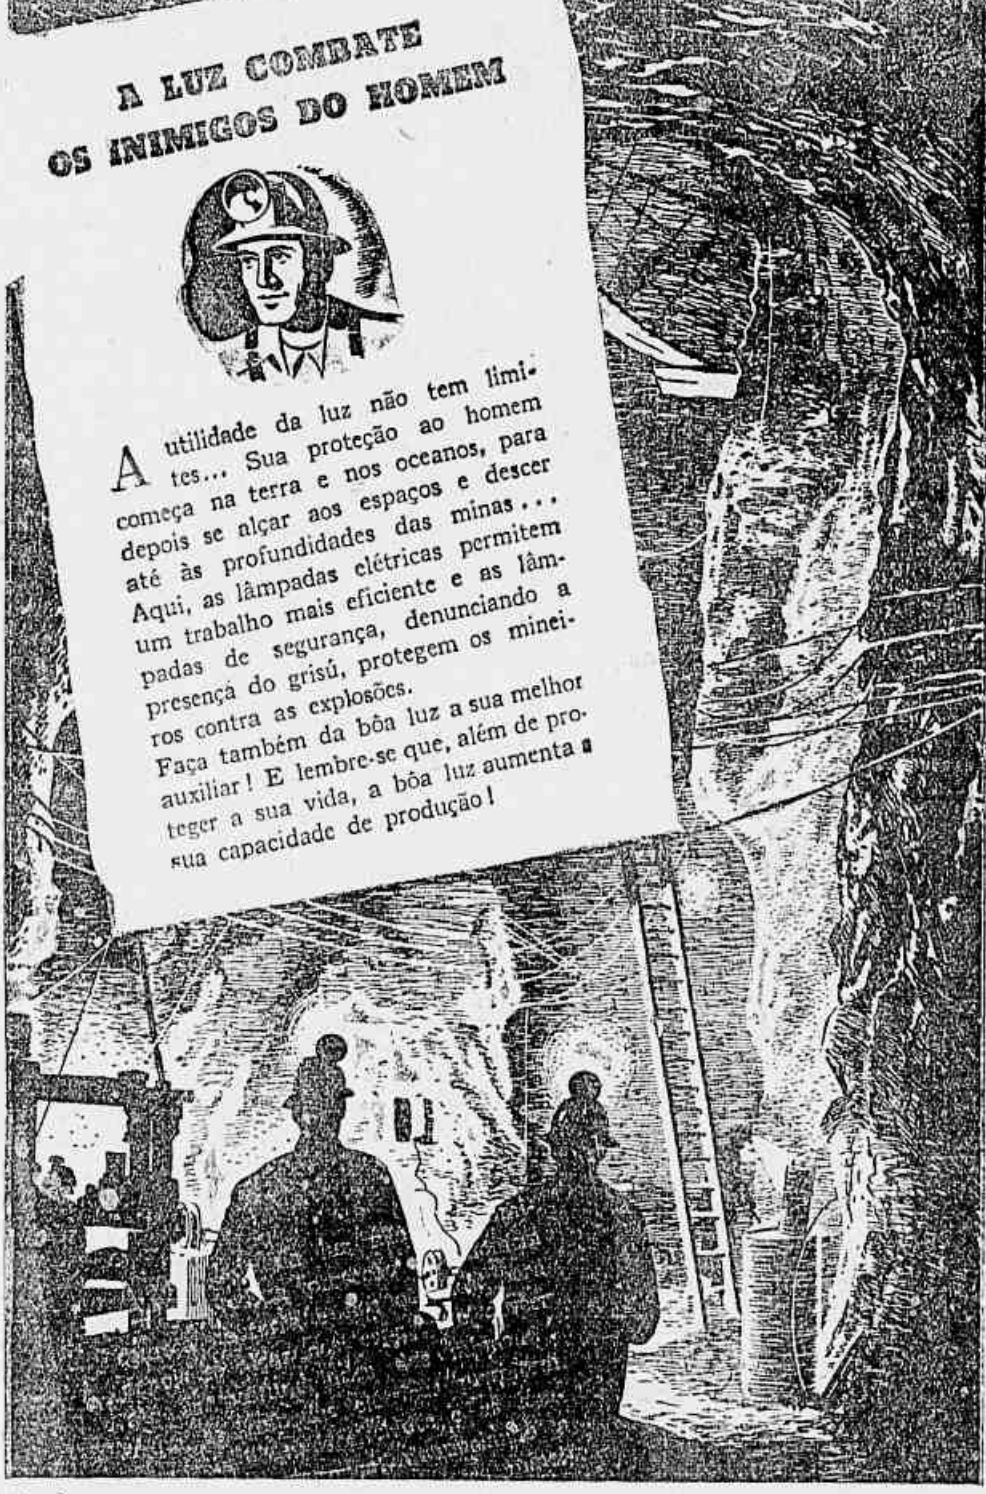 A LUZ COMBATE
OS INIMIGOS DO HOMEM
A utilidade da luz não tem limi-
tes... Sua proteção ao homem
começa na terra e nos oceanos, para
depois se alçar aos espaços e descer
até às profundidades das minas...
Aqui, as lâmpadas elétricas permitem
um trabalho mais eficiente e as lâm-
padas de segurança, denunciando a
presença do grisú, protegem os minei-
ros contra as explosões.
Faça também da bôa luz a sua melhor
auxiliar! E lembre-se que, além de pro-
teger a sua vida, a bôa luz aumenta a
sua capacidade de produção!